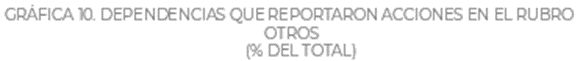 GRÁFICA 10. DEPENDENCIAS QUE REPORTARON ACCIONES EN EL RUBRO
OTROS
(% DEL TOTAL)